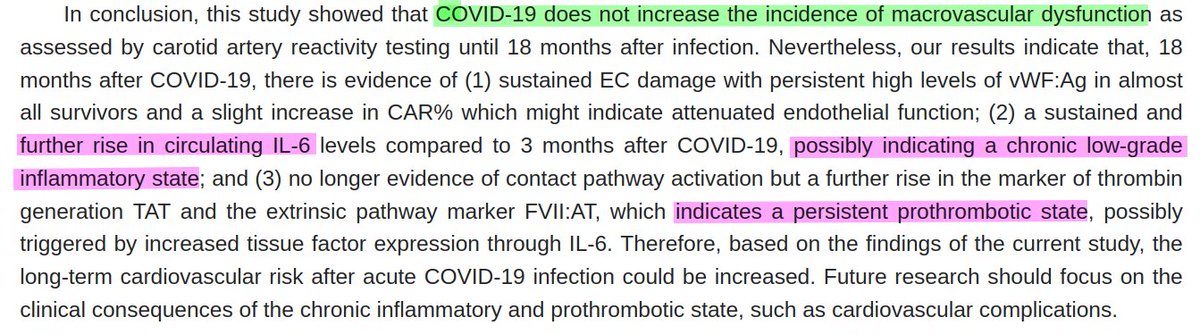 In conclusion, this study showed that COVID-19 does not increase the incidence of macrovascular dysfunction as
assessed by carotid artery reactivity testing until 18 months after infection. Nevertheless, our results indicate that, 18
months after COVID-19, there is evidence of (1) sustained EC damage with persistent high levels of vWF:Ag in almost
all survivors and a slight increase in CAR% which might indicate attenuated endothelial function; (2) a sustained and
further rise in circulating IL-6 levels compared to 3 months after COVID-19, possibly indicating a chronic low-grade
inflammatory state; and (3) no longer evidence of contact pathway activation but a further rise in the marker of thrombin
generation TAT and the extrinsic pathway marker FVII:AT, which indicates a persistent prothrombotic state, possibly
triggered by increased tissue factor expression through IL-6. Therefore, based on the findings of the current study, the
long-term cardiovascular risk after acute COVID-19 infection could be increased. Future research should focus on the
clinical consequences of the chronic inflammatory and prothrombotic state, such as cardiovascular complications.